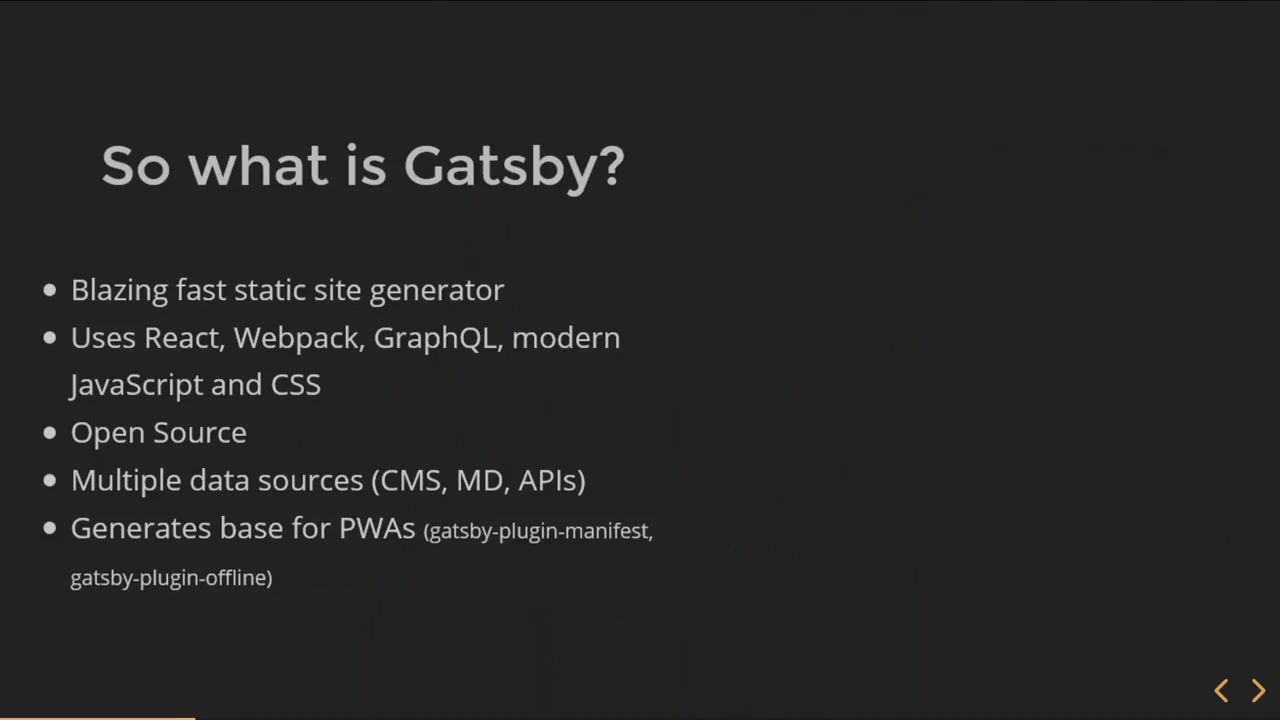 So what is Gatsby?
Blazing fast static site generator
Uses React, Webpack, GraphQL, modern
JavaScript and CSS
Open Source
Multiple data sources (CMS, MD, APIs)
Generates base for PWAs (gatsby-plugin-manifest,
gatsby-plugin-offline)